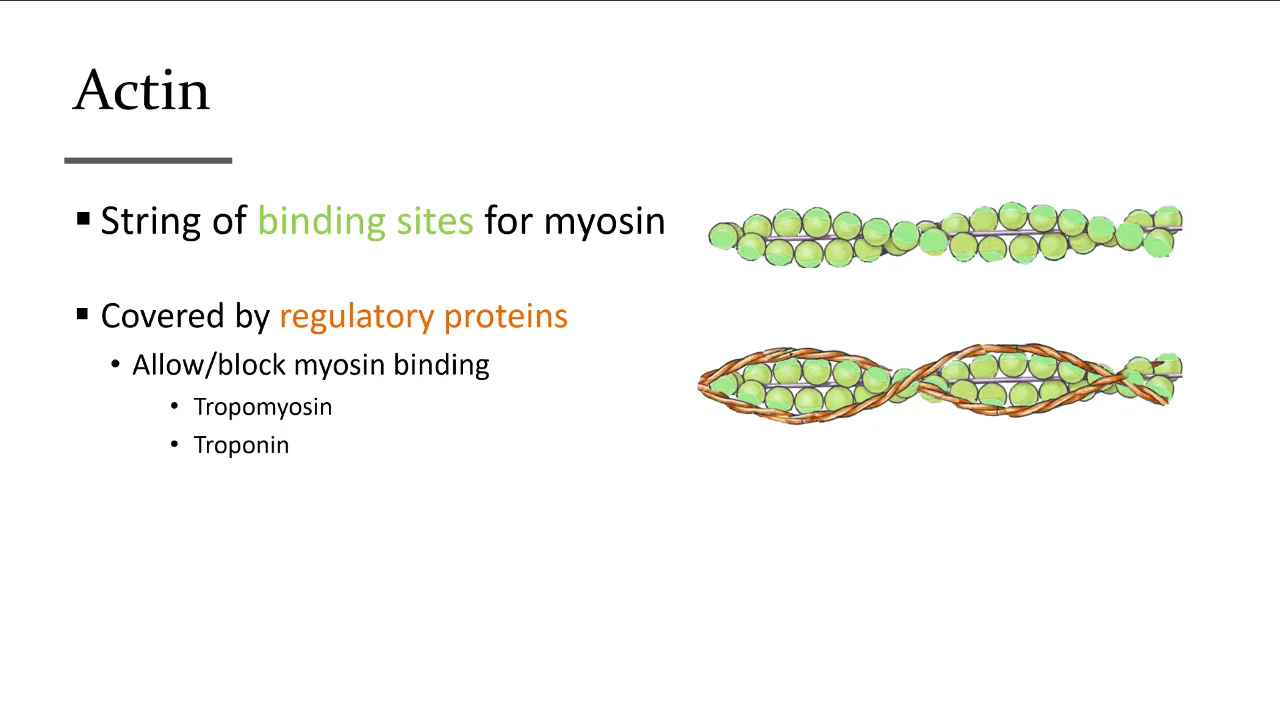 Actin
▪ String of binding sites for myosin
▪ Covered by regulatory proteins
• Allow/block myosin binding
• Tropomyosin
• Troponin